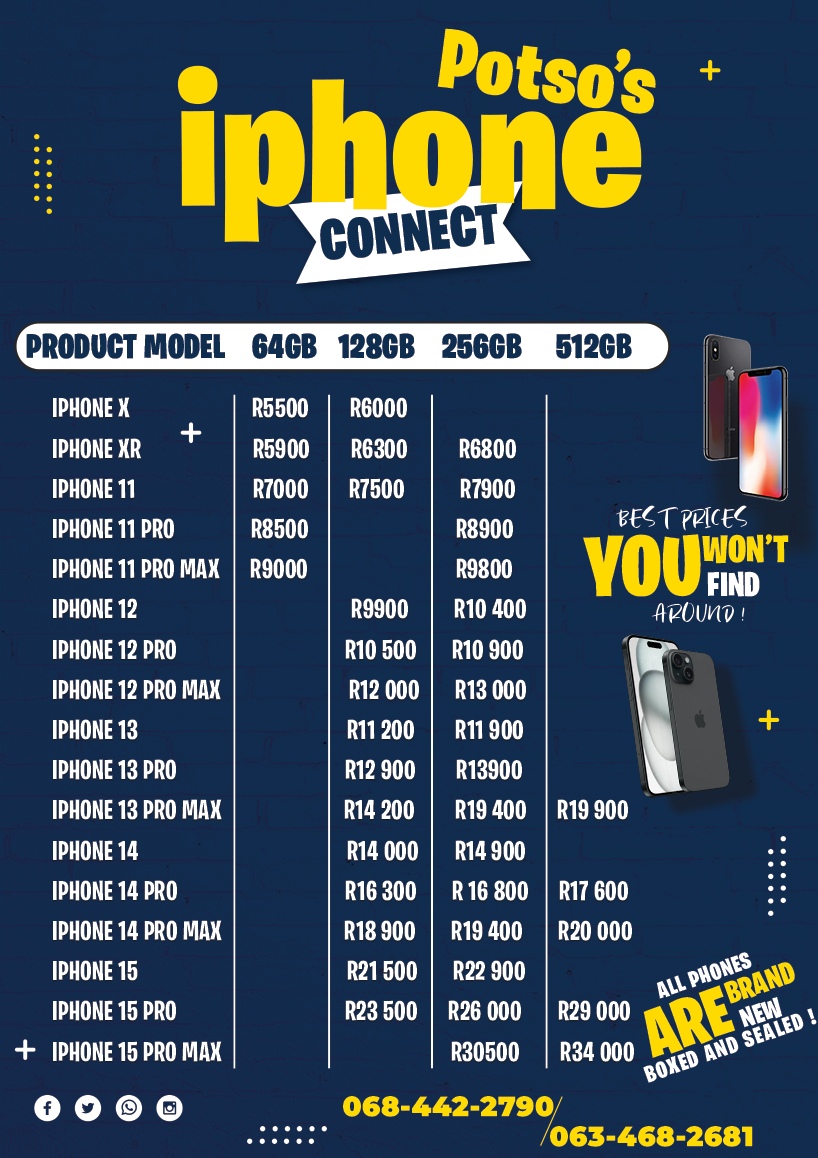 Potso's
iphone
CONNECT
PRODUCT MODEL 64GB 128GB 256GB 512GB
IPHONE X R5500 R6000
IPHONE XR R5900 R6300 R6800
IPHONE 11 R7000 R7500 R7900
IPHONE 11 PRO R8500 R8900
IPHONE 11 PRO MAX R9000 R9800
IPHONE 12 R9900 R10 400
IPHONE 12 PRO R10 500 R10 900
IPHONE 12 PRO MAX R12 000 R13 000
IPHONE 13 R11 200 R11 900
IPHONE 13 PRO R12 900 R13900
IPHONE 13 PRO MAX R14 200 R19 400 R19 900
IPHONE 14 R14 000 R14 900
IPHONE 14 PRO R16 300 R 16 800 R17 600
IPHONE 14 PRO MAX R18 900 R19 400 R20 000
IPHONE 15 R21 500 R22 900
IPHONE 15 PRO R23 500 R26 000 R29 000
IPHONE 15 PRO MAX R30500 R34 000
BEST PRICES
YOU WON'T
FIND
AROUND !
ALL PHONES
ARE BRAND
NEW
BOXED AND SEALED !
068-442-2790/
/063-468-2681